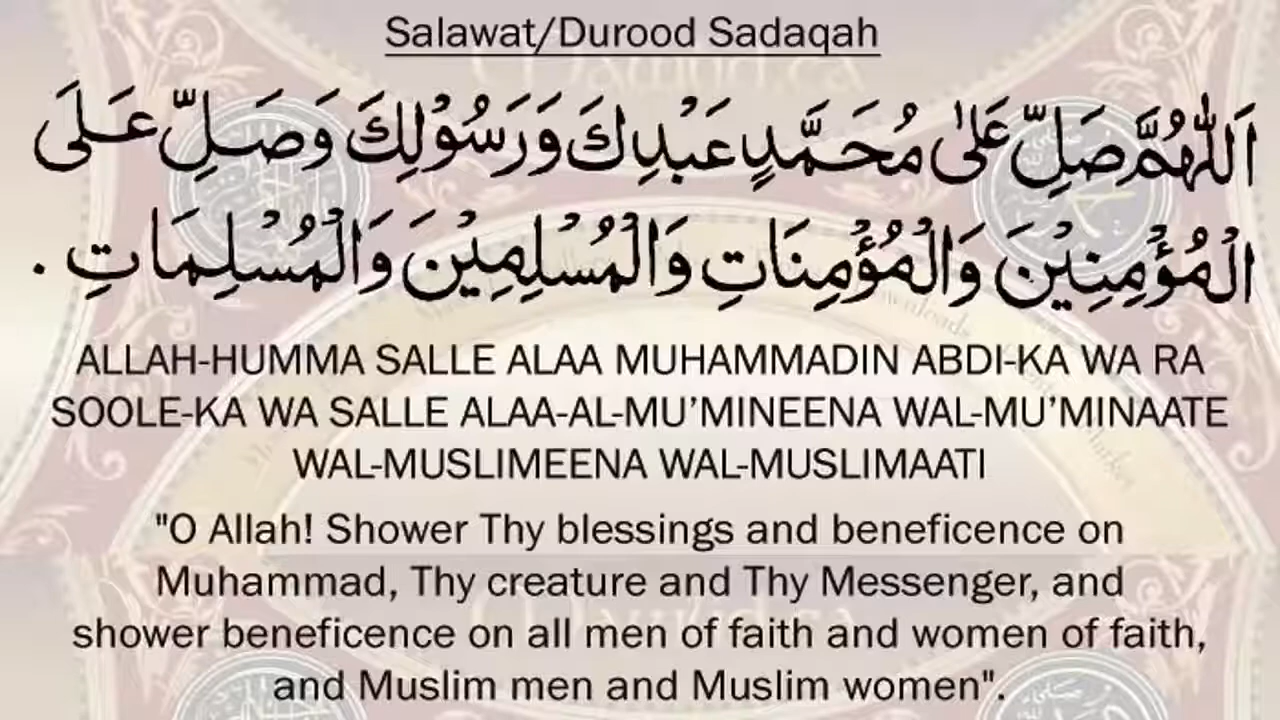 Salawat/Durood Sadaqah
اَللّٰهُمَّ صَلِّ عَلٰى مُحَمَّدٍ عَبْدِكَ وَرَسُوْلِكَ وَصَلِّ عَلَى
الْمُؤْمِنِيْنَ وَالْمُؤْمِنَاتِ وَالْمُسْلِمِيْنَ وَالْمُسْلِمَاتِ .
ALLAH-HUMMA SALLE ALAA MUHAMMADIN ABDI-KA WA RA
SOOLE-KA WA SALLE ALAA-AL-MU’MINEENA WAL-MU’MINAATE
WAL-MUSLIMEENA WAL-MUSLIMAATI
"O Allah! Shower Thy blessings and beneficence on
Muhammad, Thy creature and Thy Messenger, and
shower beneficence on all men of faith and women of faith,
and Muslim men and Muslim women".